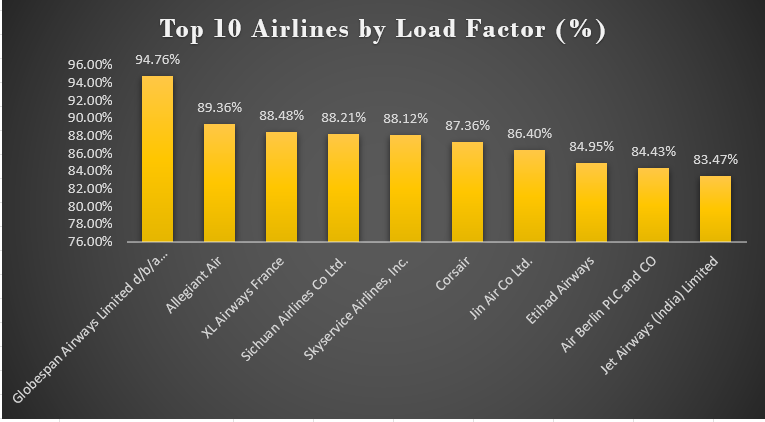 Top 10 Airlines by Load Factor (%)
96.00%
94.00%
92.00%
90.00%
88.00%
86.00%
84.00%
82.00%
80.00%
78.00%
76.00%
94.76%
89.36%
88.48%
88.21%
88.12%
87.36%
86.40%
84.95%
84.43%
83.47%
Globespan Airways Limited d/b/a...
Allegiant Air
XL Airways France
Sichuan Airlines Co Ltd.
Skyservice Airlines, Inc.
Corsair
Jin Air Co Ltd.
Etihad Airways
Air Berlin PLC and CO
Jet Airways (India) Limited